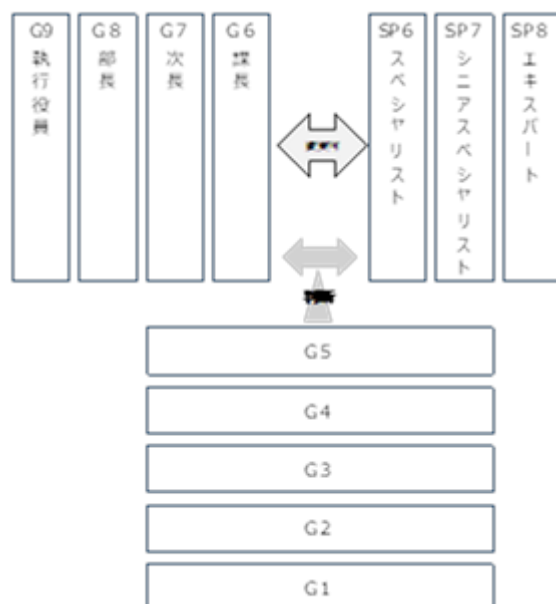 G9
執行役員
G8
部長
G7
次長
G6
課長
SP6
スペシャリスト
SP7
シニアスペシャリスト
SP8
エキスパート
G5
G4
G3
G2
G1